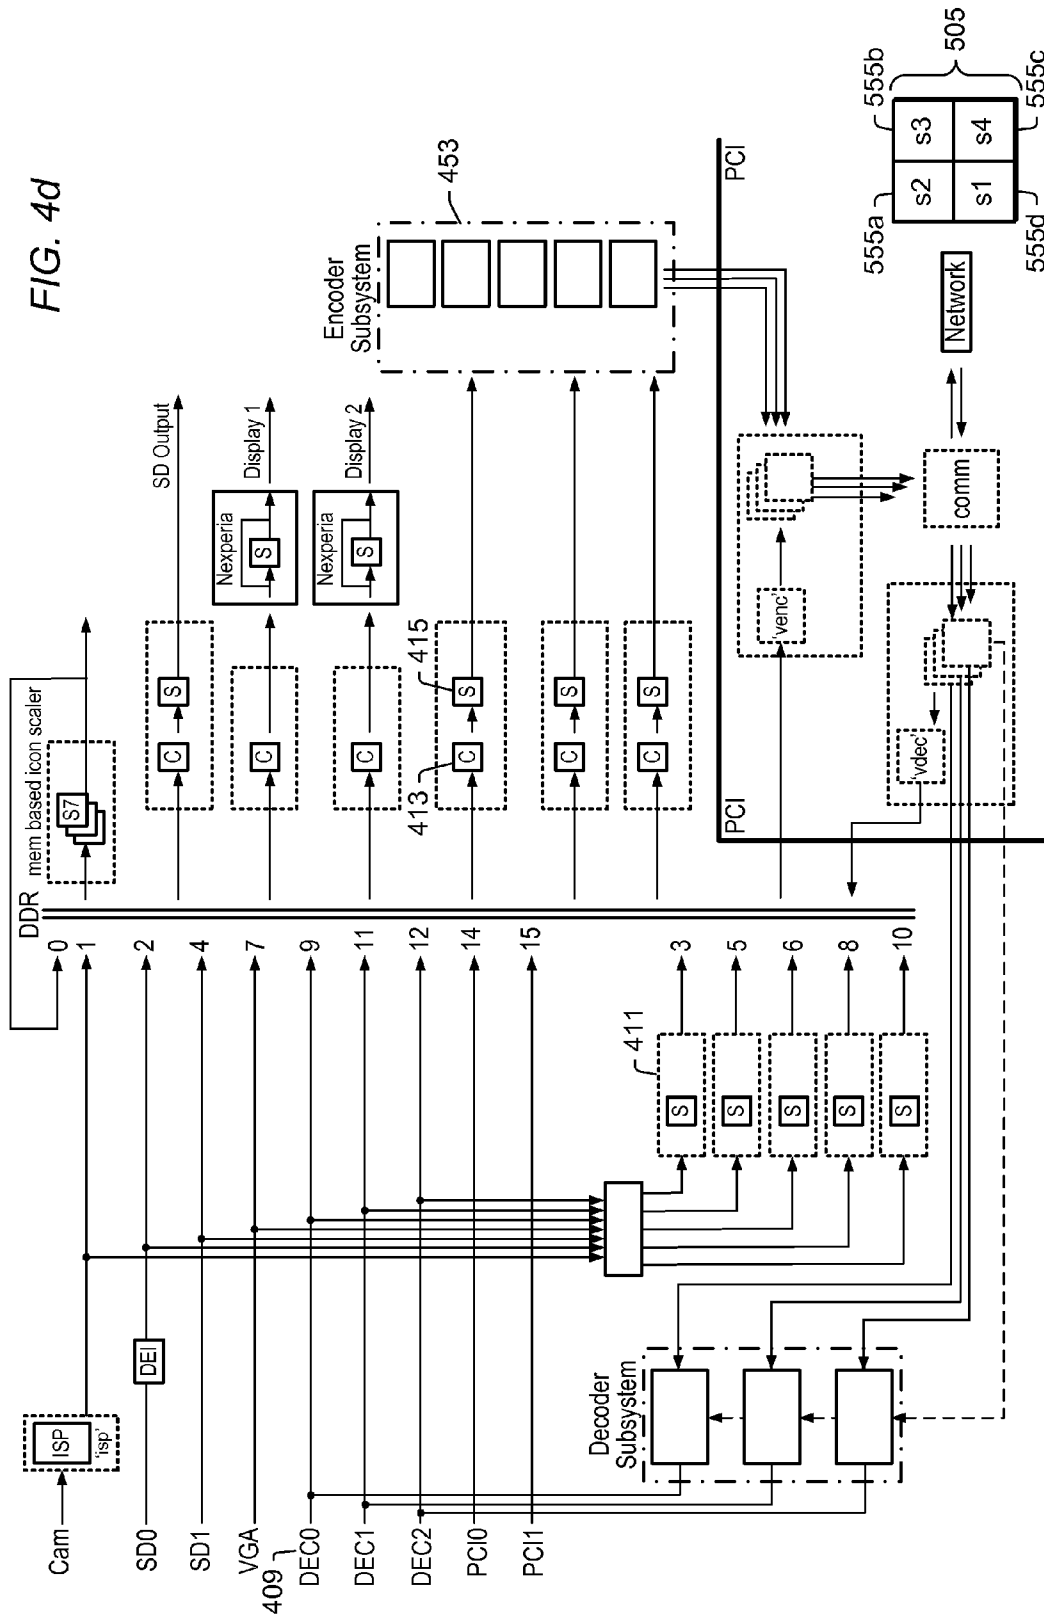 FIG. 4d
Cam
ISP
'isp'
SD0
DEI
SD1
VGA
409
DEC0
DEC1
DEC2
PCI0
PCI1
Decoder
Subsystem
DDR
0
1
2
4
7
9
11
12
14
15
3
5
6
8
10
411
S
S
S
S
S
mem based icon scaler
S7
C
S
SD Output
C
Nexperia
S
Display 1
C
Nexperia
S
Display 2
413
C
S
415
C
S
C
S
Encoder
Subsystem
453
PCI
PCI
'venc'
'vdec'
comm
Network
555a
555b
s2
s3
s1
s4
505
555d
555c